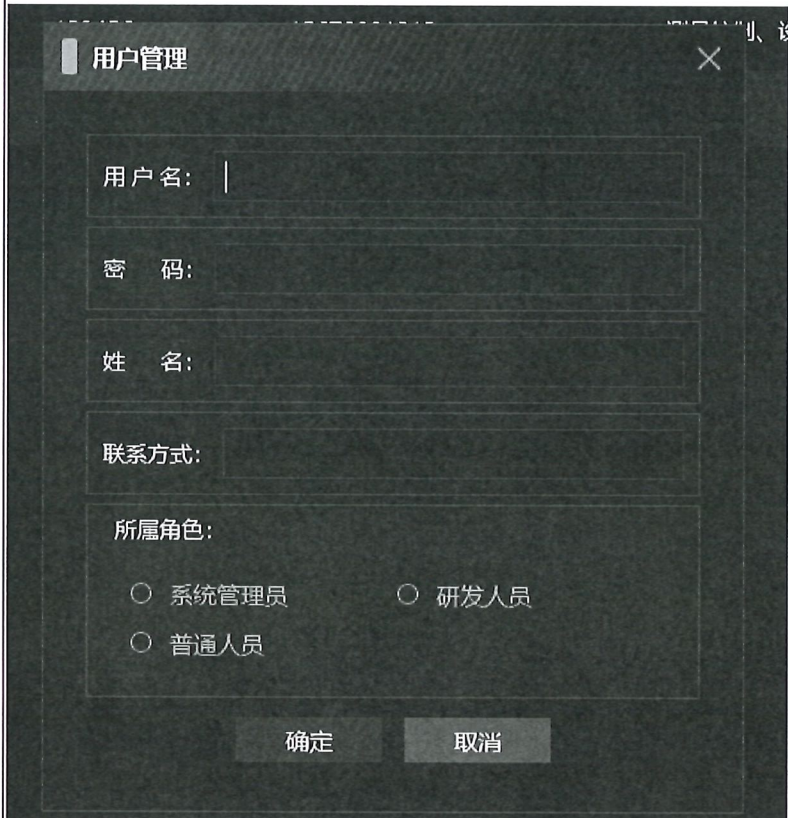 用户管理
用户名:
密 码:
姓 名:
联系方式:
所属角色:
系统管理员 研发人员
普通人员
确定 取消